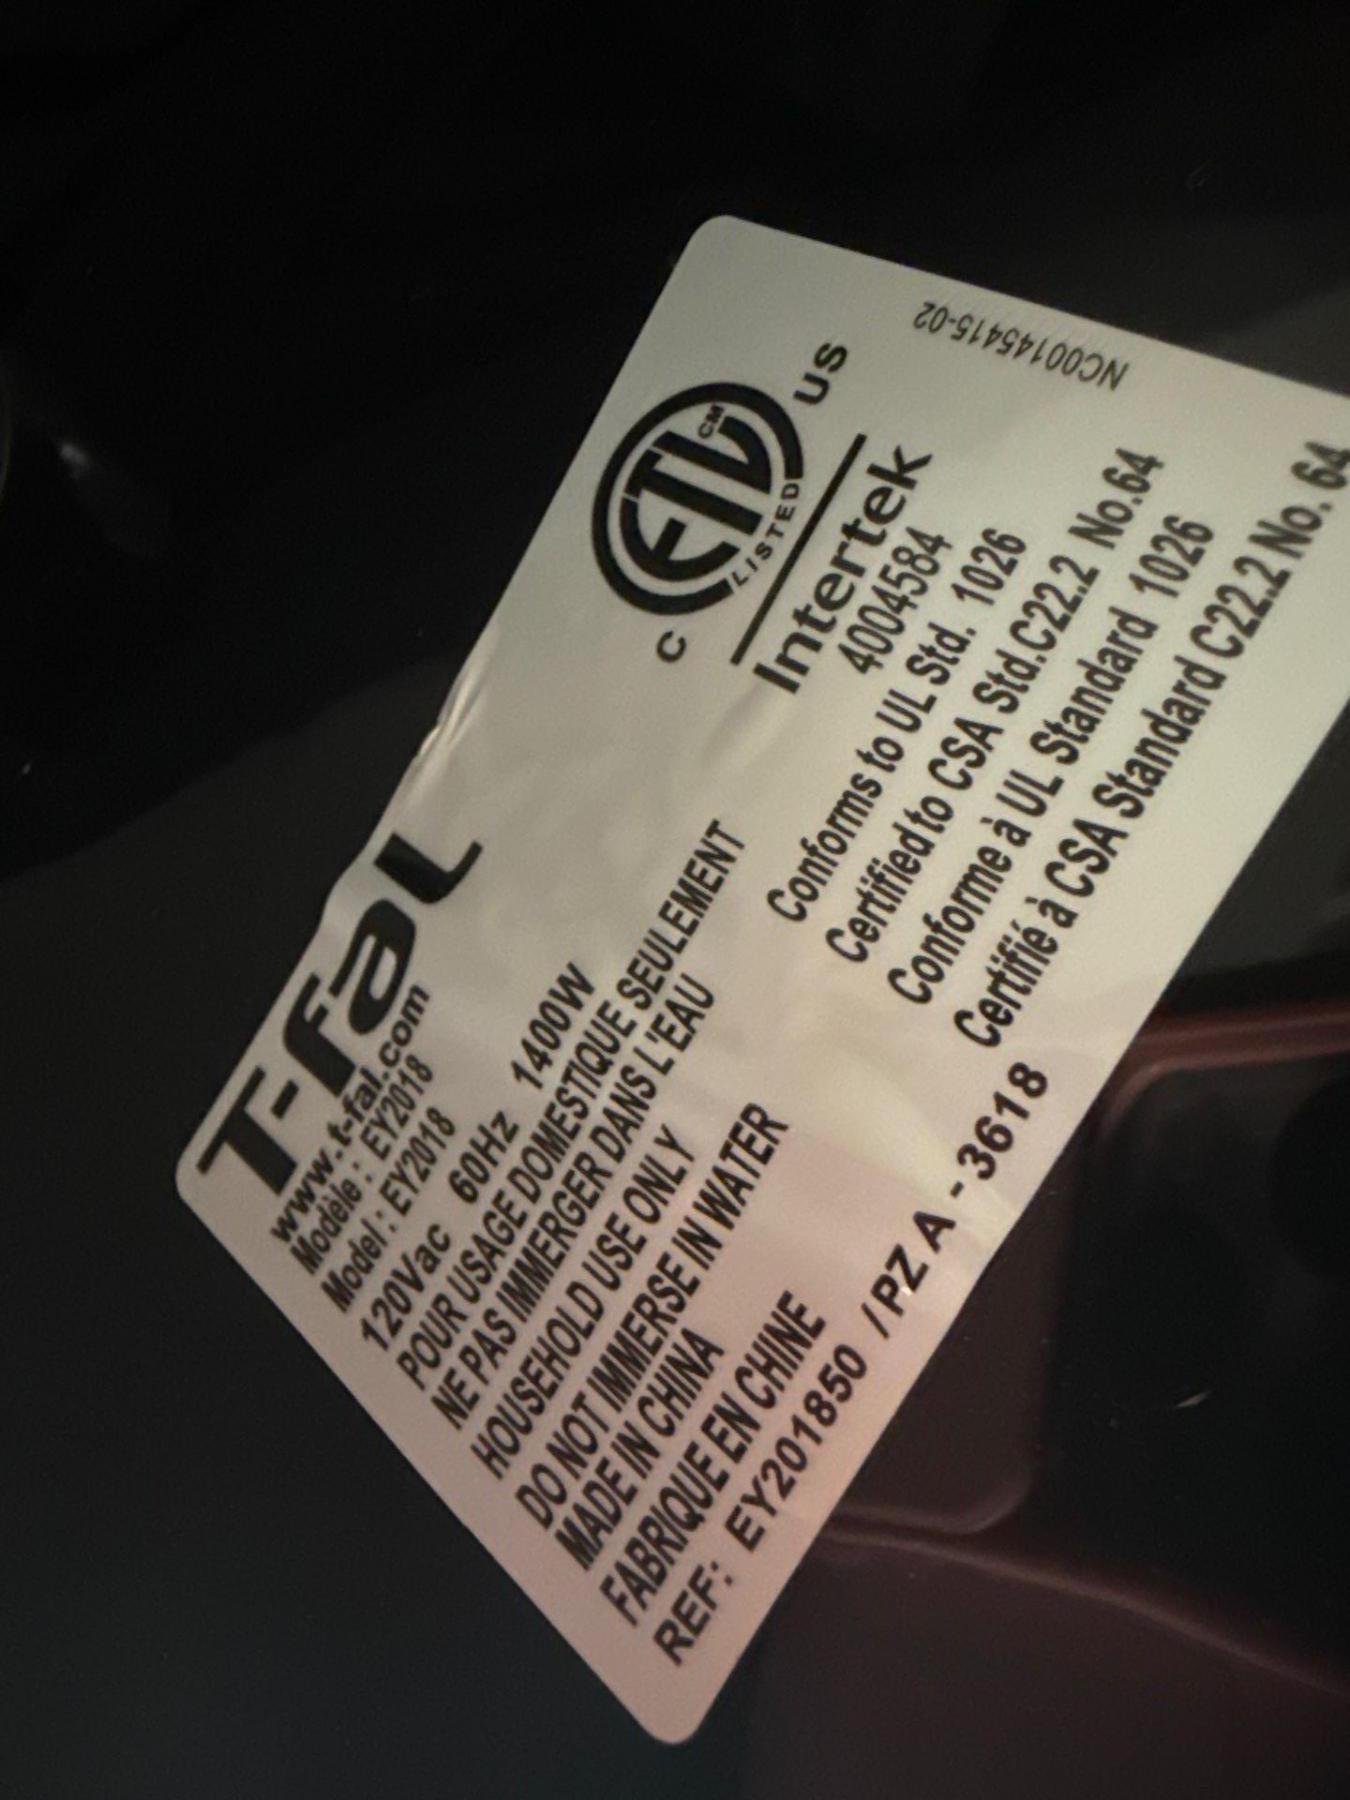 T-fal
www.t-fal.com
Modèle : EY2018
Model : EY2018
120Vac 60Hz 1400W
POUR USAGE DOMESTIQUE SEULEMENT
NE PAS IMMERGER DANS L'EAU
HOUSEHOLD USE ONLY
DO NOT IMMERSE IN WATER
MADE IN CHINA
FABRIQUE EN CHINE
REF: EY201850 /PZ A - 3618
C ETL CM US
LISTED
Intertek
4004584
Conforms to UL Std. 1026
Certified to CSA Std.C22.2 No.64
Conforme à UL Standard 1026
Certifié à CSA Standard C22.2 No. 64
NC00145415-02